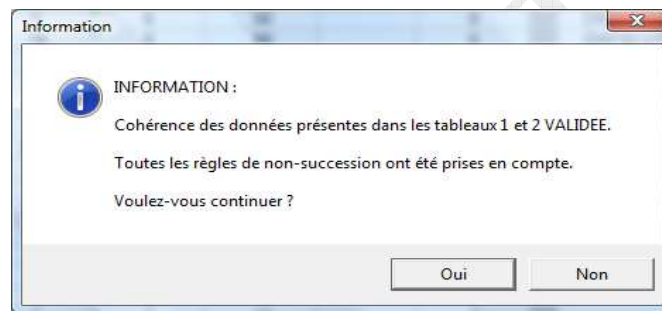 Information
INFORMATION :
Cohérence des données présentes dans les tableaux 1 et 2 VALIDEE.
Toutes les règles de non-succession ont été prises en compte.
Voulez-vous continuer ?
Oui
Non